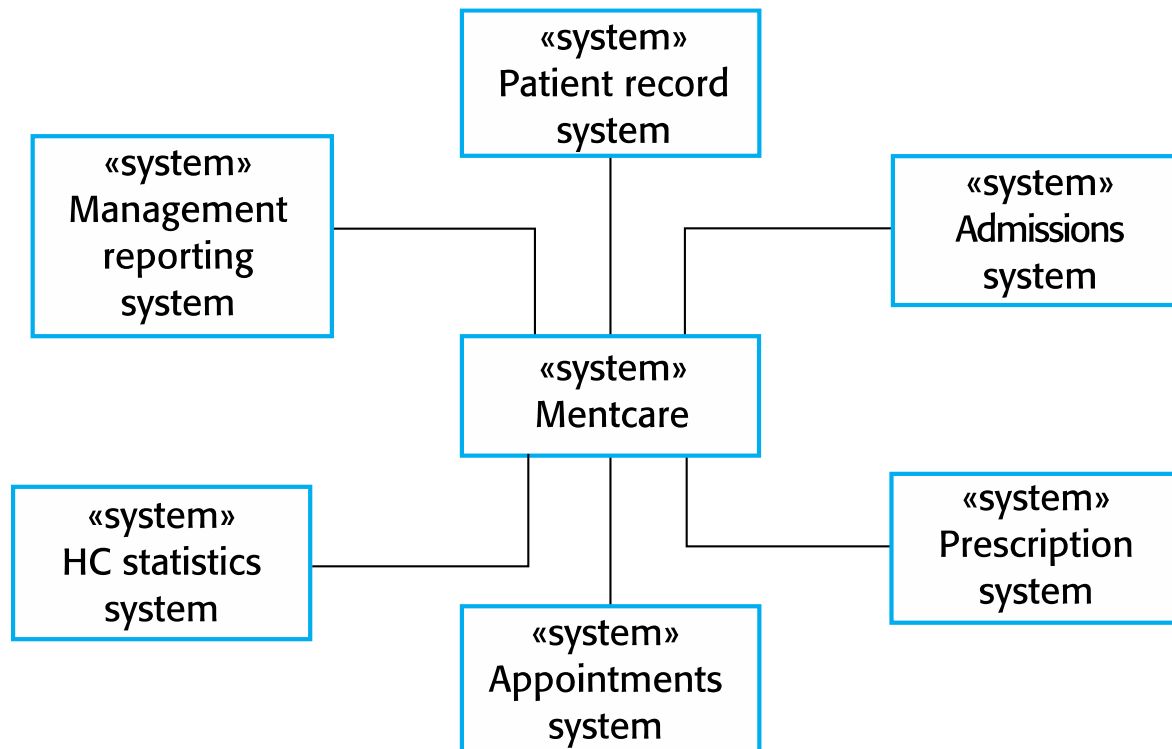 «system»
Patient record
system
«system»
Management
reporting
system
«system»
Admissions
system
«system»
Mentcare
«system»
HC statistics
system
«system»
Prescription
system
«system»
Appointments
system